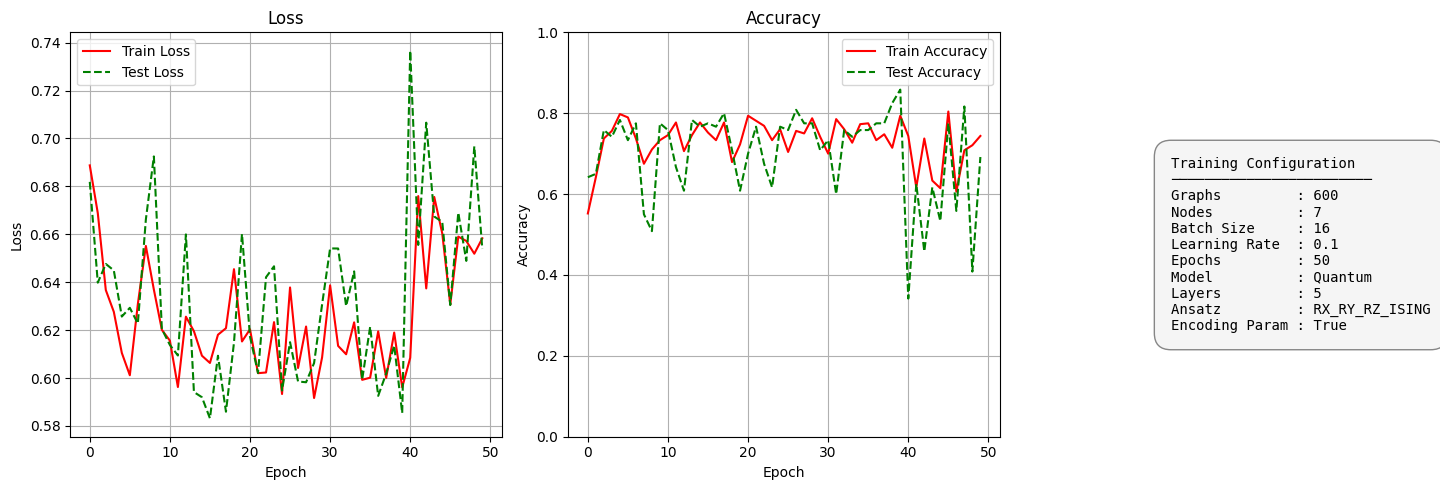 Loss
Train Loss
Test Loss
0.74
0.72
0.70
0.68
0.66
0.64
0.62
0.60
0.58
Loss
0 10 20 30 40 50
Epoch
Accuracy
Train Accuracy
Test Accuracy
1.0
0.8
0.6
0.4
0.2
0.0
Accuracy
0 10 20 30 40 50
Epoch
Training Configuration
Graphs : 600
Nodes : 7
Batch Size : 16
Learning Rate : 0.1
Epochs : 50
Model : Quantum
Layers : 5
Ansatz : RX_RY_RZ_ISING
Encoding Param : True